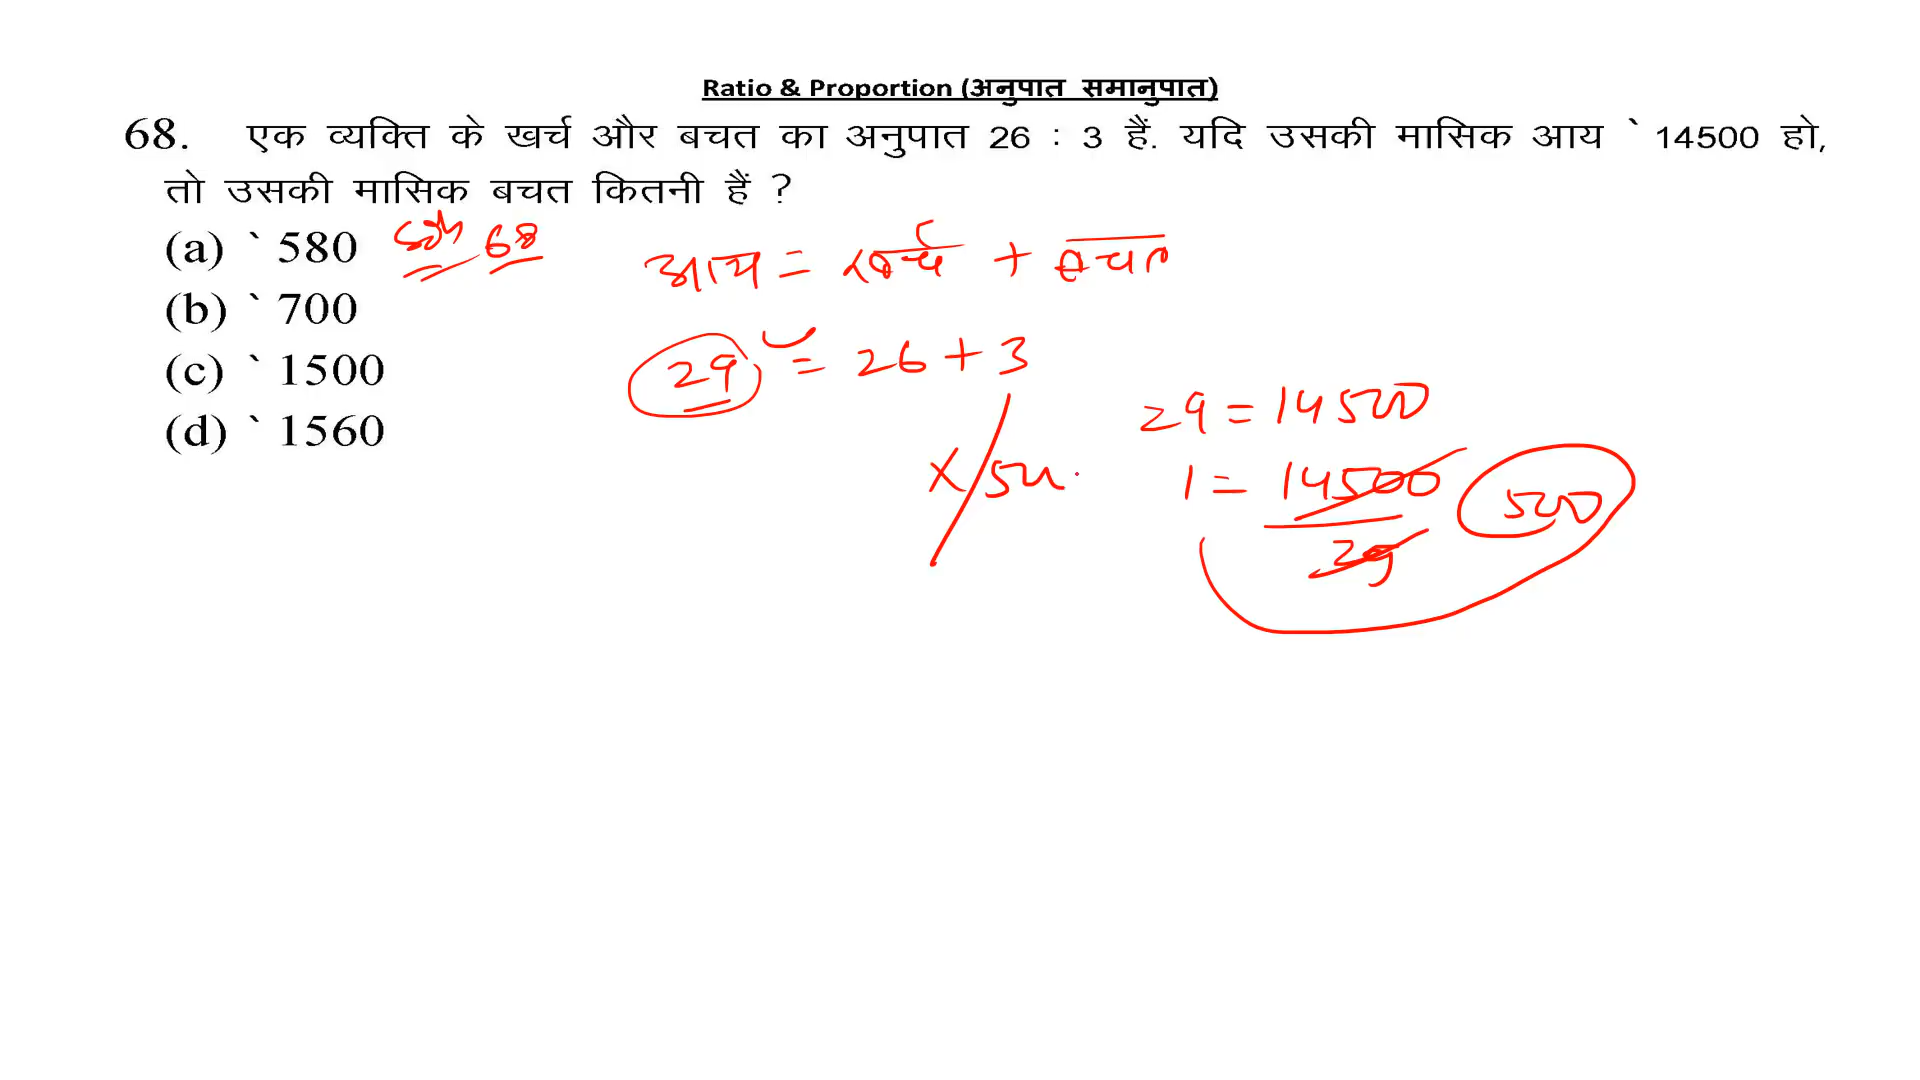 Ratio & Proportion (अनुपात समानुपात)
68. एक व्यक्ति के खर्च और बचत का अनुपात 26 : 3 हैं. यदि उसकी मासिक आय ` 14500 हो,
तो उसकी मासिक बचत कितनी हैं ?
(a) ` 580
(b) ` 700
(c) ` 1500
(d) ` 1560
68
आय = खर्च + बचत
29 = 26 + 3
29 = 14500
1 = 14500
29
500